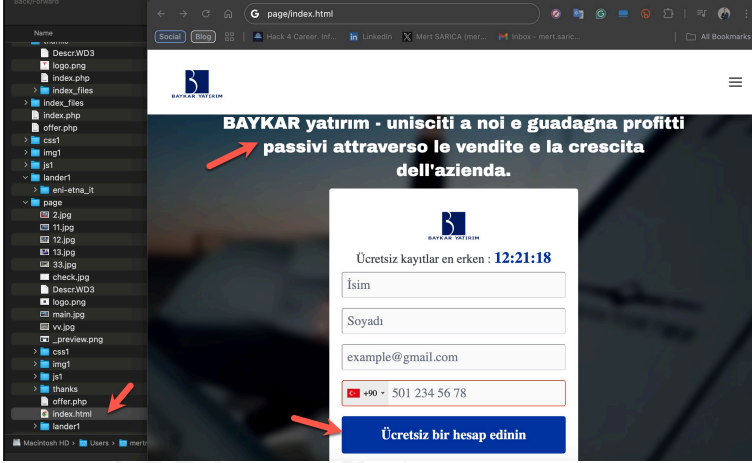 Back/Forward
Name
thanks
Descr.WD3
logo.png
index.php
index_files
index_files
index.php
offer.php
css1
img1
js1
lander1
eni-etna_it
page
2.jpg
11.jpg
12.jpg
13.jpg
33.jpg
check.jpg
Descr.WD3
logo.png
main.jpg
vv.jpg
_preview.png
css1
img1
js1
thanks
offer.php
index.html
lander1
Macintosh HD › Users ›
page/index.html
Social
Blog
Hack 4 Career. Inf...
LinkedIn
Mert SARICA (mer...
Inbox - mert.saric...
All Bookmarks
BAYKAR YATIRIM
BAYKAR yatırım - unisciti a noi e guadagna profitti
passivi attraverso le vendite e la crescita
dell'azienda.
BAYKAR YATIRIM
Ücretsiz kayıtlar en erken : 12:21:18
İsim
Soyadı
example@gmail.com
+90 501 234 56 78
Ücretsiz bir hesap edinin